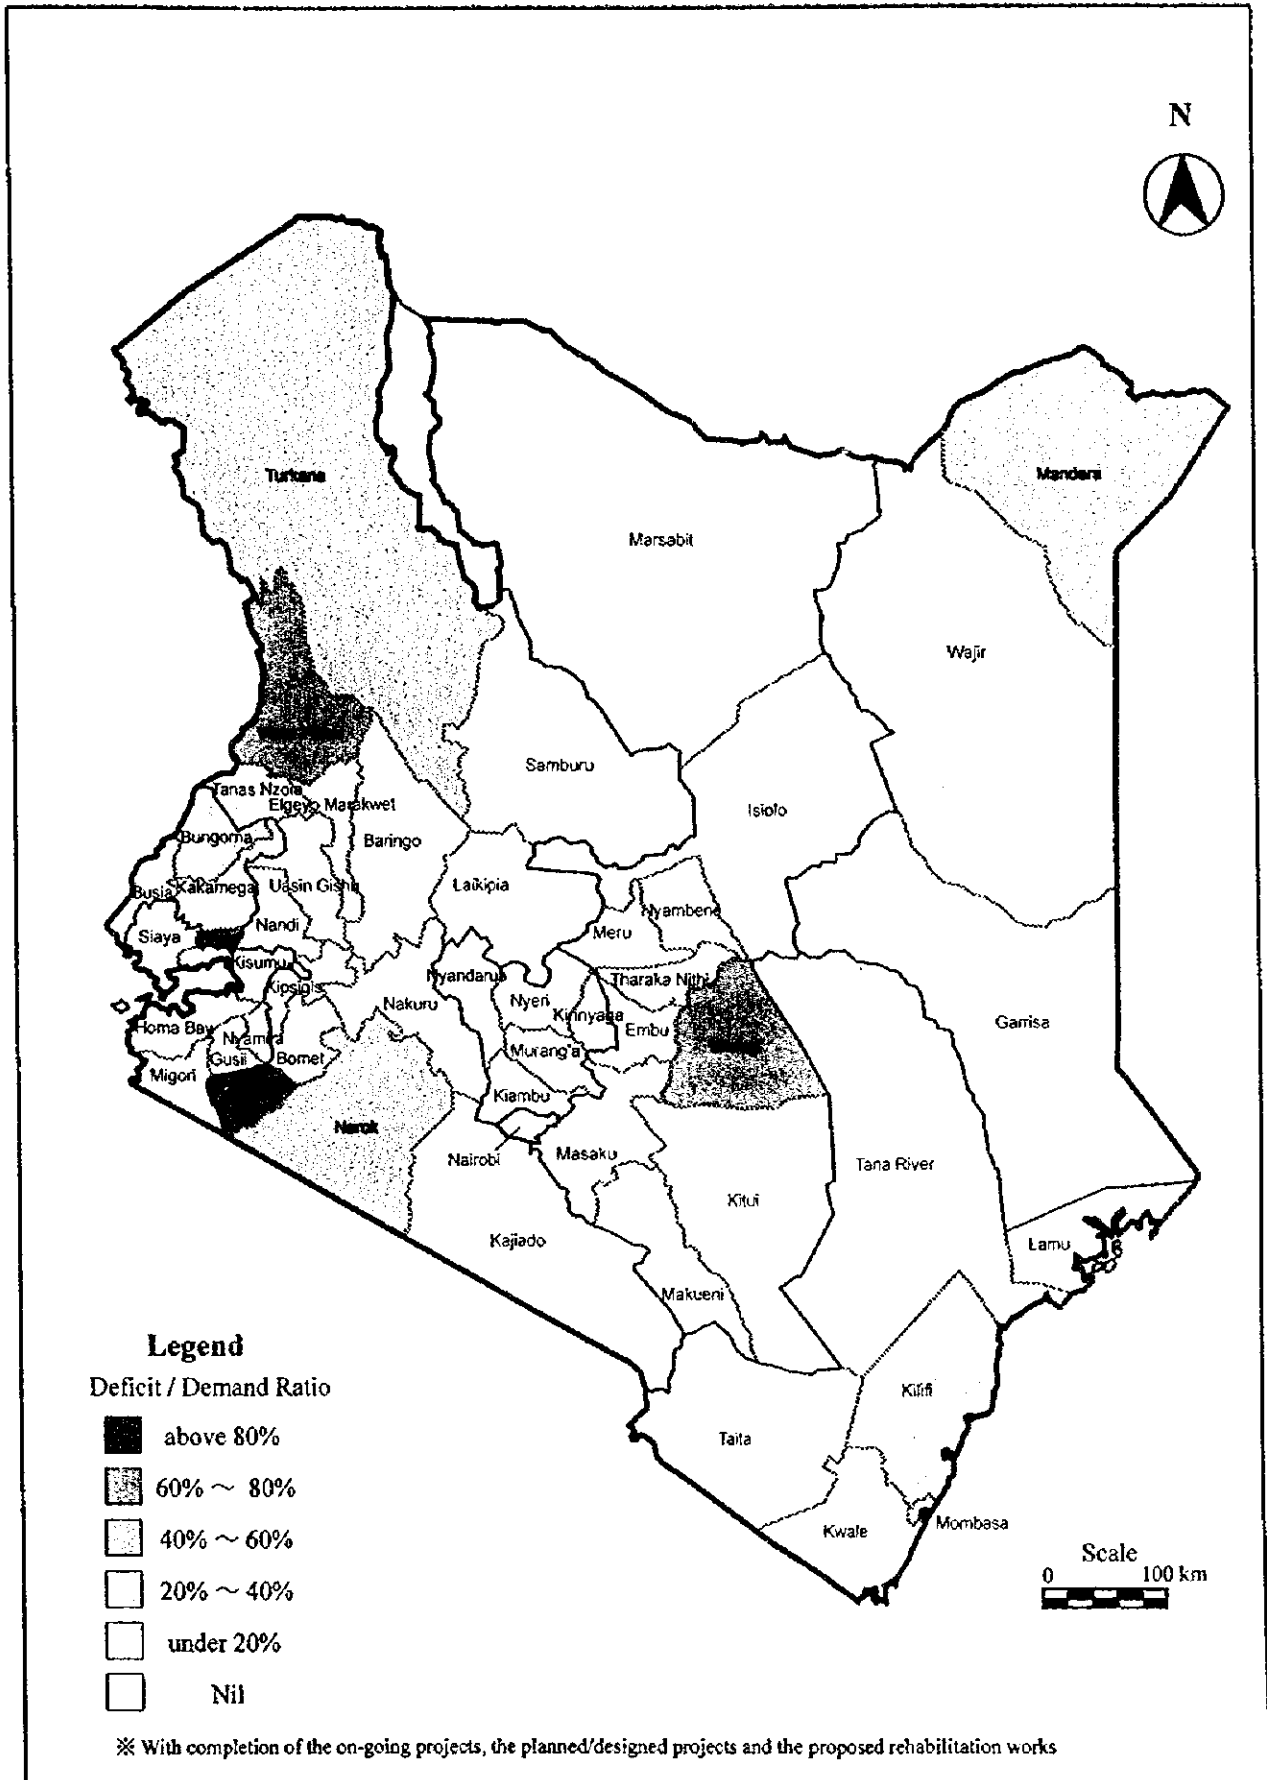 N
Turkana
Mandera
Marsabit
Wajir
Samburu
Isiolo
Tanas Nzoia
Elgeyo Marakwet
Bungoma
Baringo
Busia
Kakamega
Uasin Gishu
Laikipia
Nyambene
Siaya
Nandi
Meru
Kisumu
Nyandarua
Tharaka Nithi
Kipsigis
Nakuru
Nyeri
Kirinyaga
Garrisa
Homa Bay
Nyamira
Embu
Gusii
Bomet
Murang'a
Migori
Kiambu
Narok
Nairobi
Masaku
Tana River
Kitui
Kajiado
Lamu
Makueni
Legend
Deficit / Demand Ratio
above 80%
60% ～ 80%
40% ～ 60%
20% ～ 40%
under 20%
Nil
Kilifi
Taita
Kwale
Mombasa
Scale
0 100 km
※ With completion of the on-going projects, the planned/designed projects and the proposed rehabilitation works